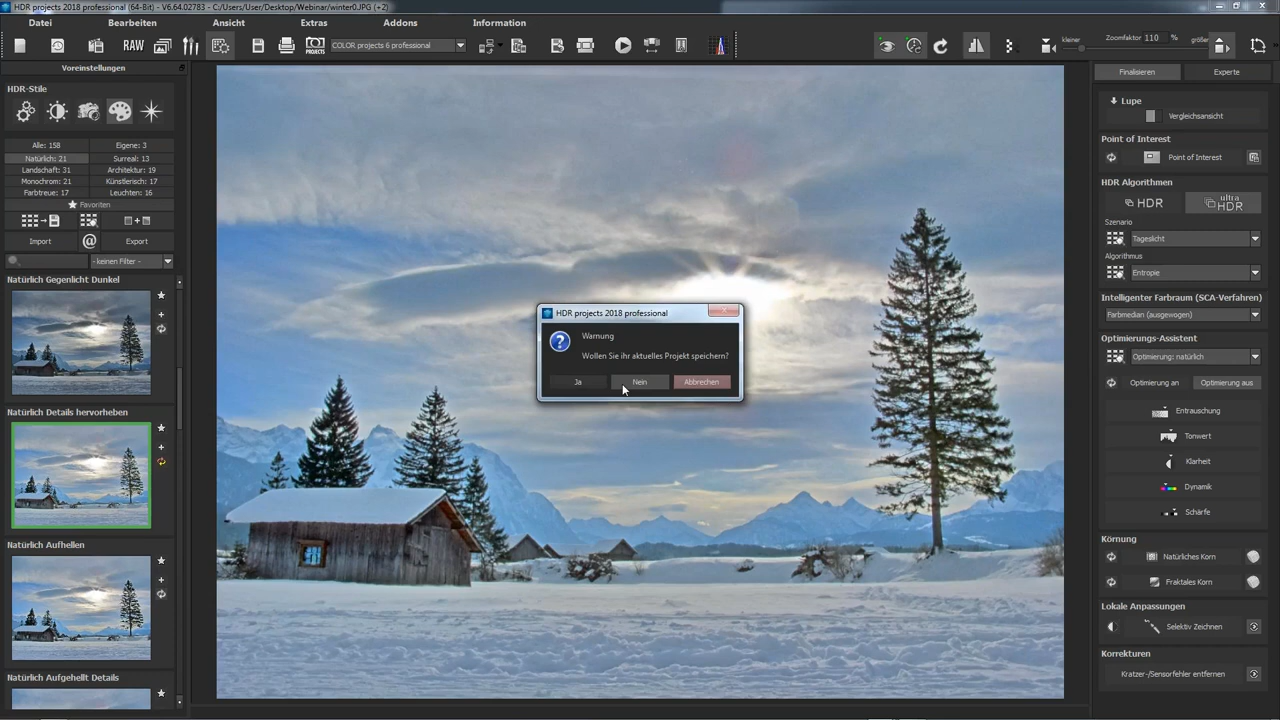 HDR projects 2018 professional (64-Bit) - V6.64.02783 - C:/Users/User/Desktop/Webinar/winter0.JPG (+2)
Datei Bearbeiten Ansicht Extras Addons Information
RAW PROJECTS COLOR projects 6 professional kleiner Zoomfaktor 110 % größer
Voreinstellungen
HDR-Stile
Alle: 158 Eigene: 3
Natürlich: 21 Surreal: 13
Landschaft: 31 Architektur: 19
Monochrom: 21 Künstlerisch: 17
Farbtreue: 17 Leuchten: 16
Favoriten
Import @ Export
- keinen Filter -
Natürlich Gegenlicht Dunkel
Natürlich Details hervorheben
Natürlich Aufhellen
Natürlich Aufgehellt Details
HDR projects 2018 professional
Warnung
Wollen Sie ihr aktuelles Projekt speichern?
Ja Nein Abbrechen
Finalisieren Experte
Lupe
Vergleichsansicht
Point of Interest
Point of Interest
HDR Algorithmen
HDR ultra HDR
Szenario
Tageslicht
Algorithmus
Entropie
Intelligenter Farbraum (SCA-Verfahren)
Farbmedian (ausgewogen)
Optimierungs-Assistent
Optimierung: natürlich
Optimierung an Optimierung aus
Entrauschung
Tonwert
Klarheit
Dynamik
Schärfe
Körnung
Natürliches Korn
Fraktales Korn
Lokale Anpassungen
Selektiv Zeichnen
Korrekturen
Kratzer-/Sensorfehler entfernen